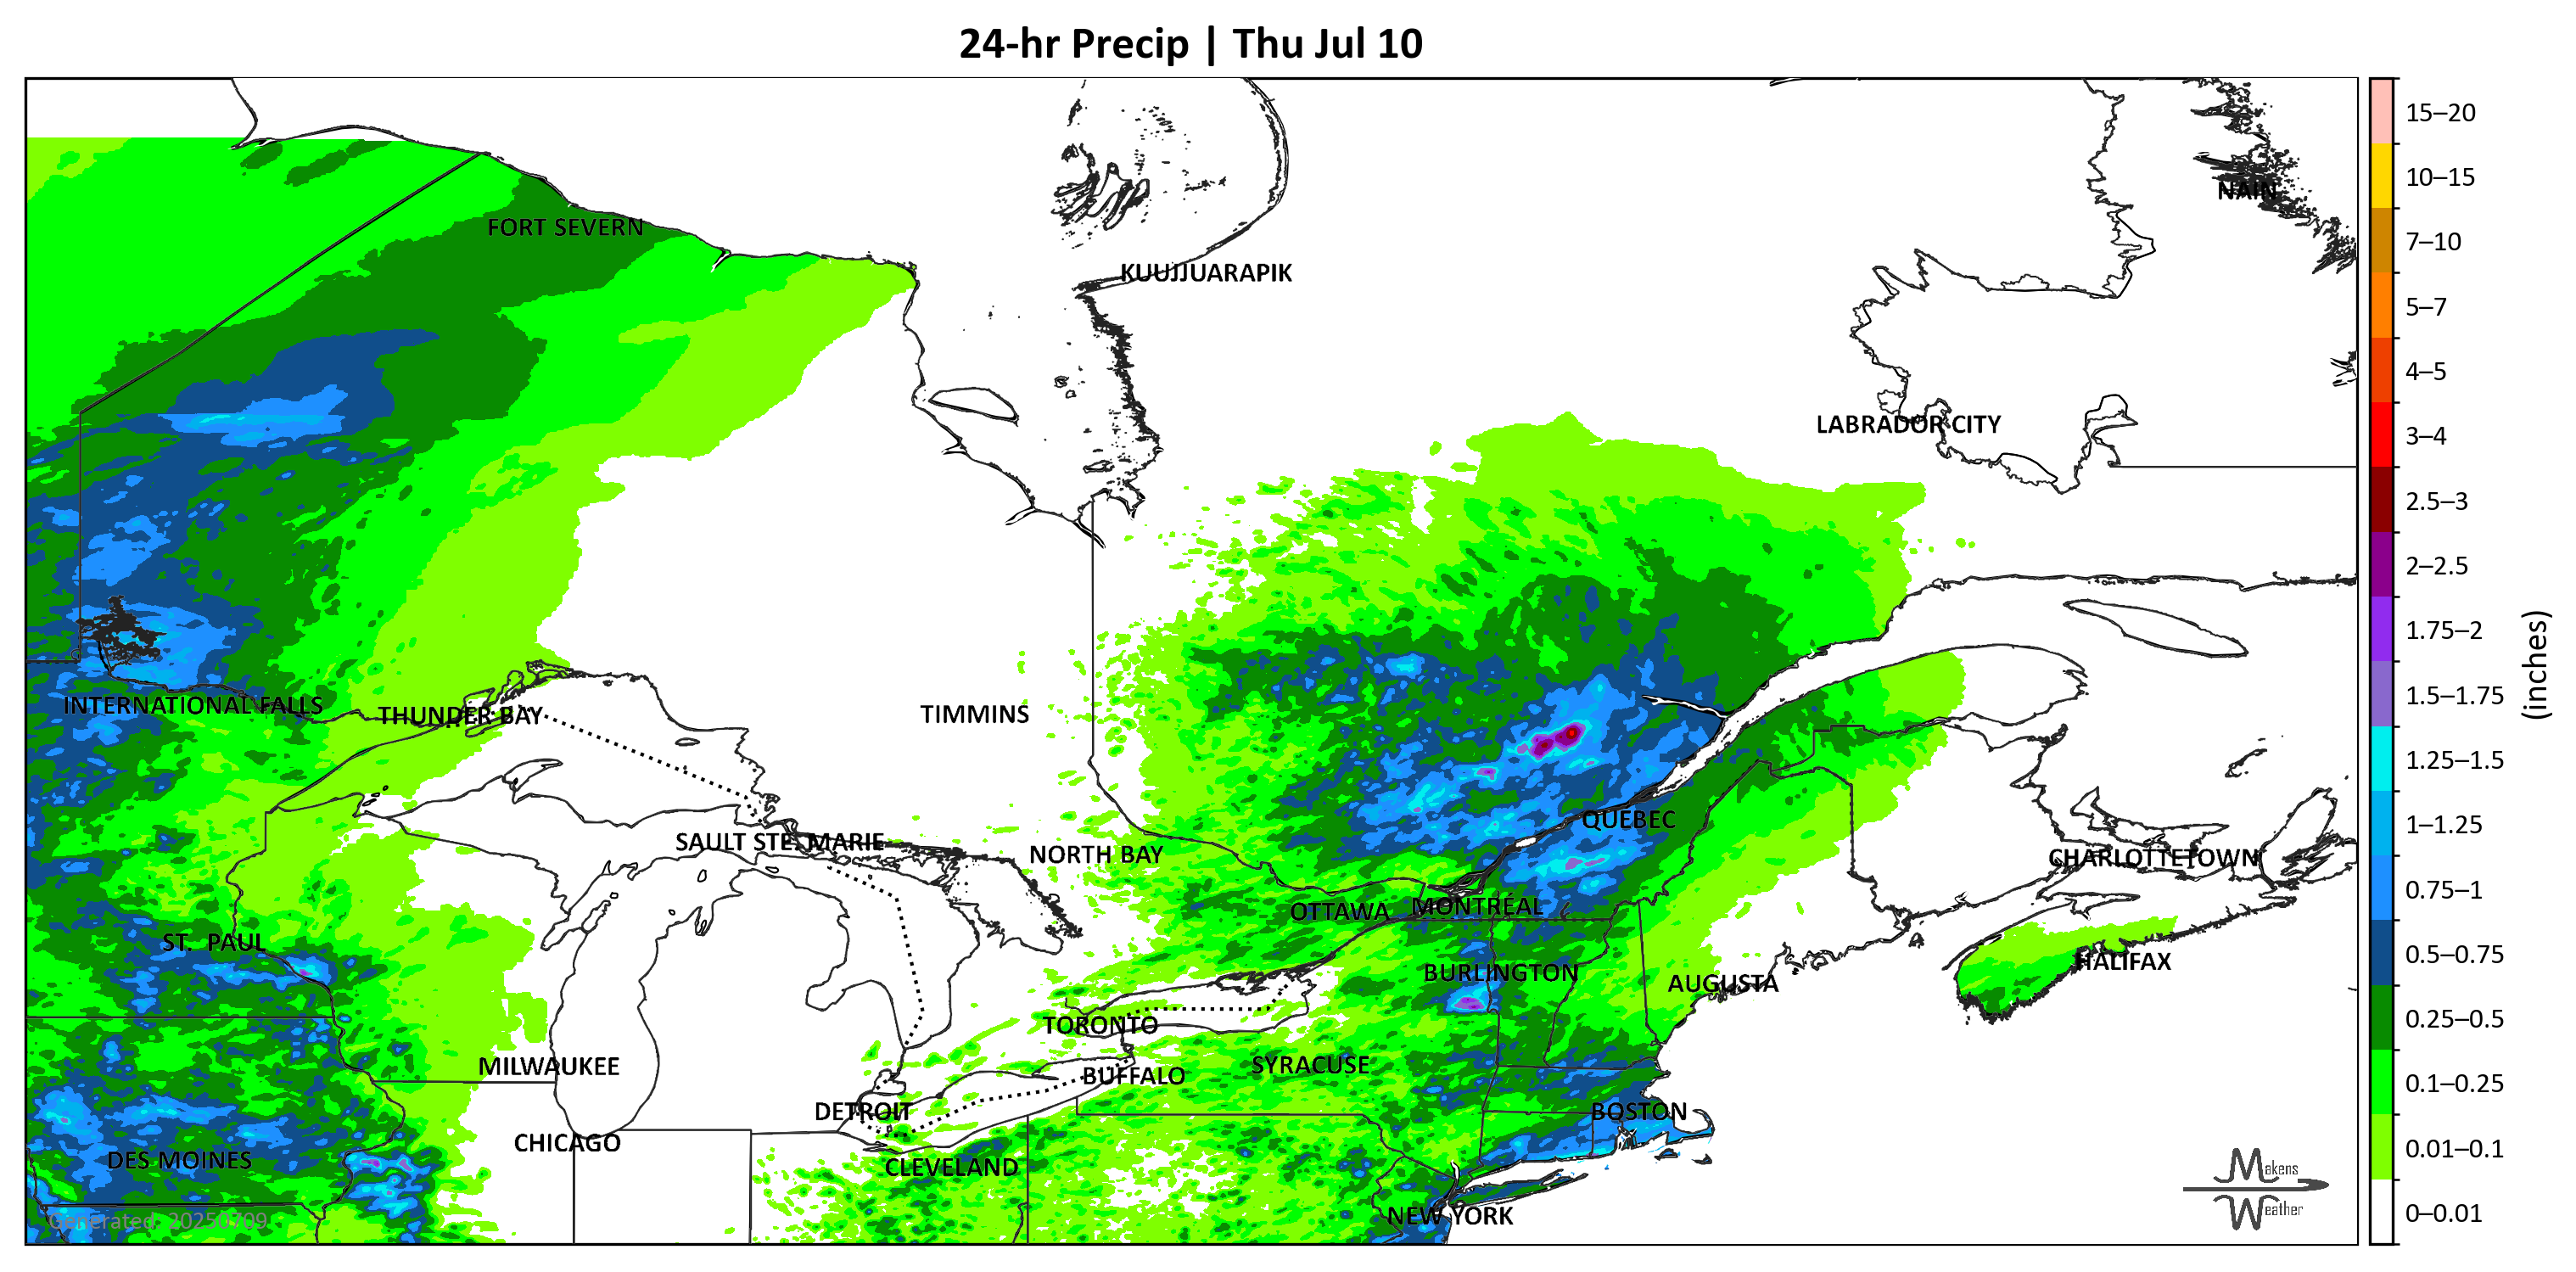 24-hr Precip | Thu Jul 10
15–20
10–15
7–10
5–7
4–5
3–4
2.5–3
2–2.5
1.75–2
1.5–1.75
1.25–1.5
1–1.25
0.75–1
0.5–0.75
0.25–0.5
0.1–0.25
0.01–0.1
0–0.01
(inches)
NAIN
FORT SEVERN
KUUJJUARAPIK
LABRADOR CITY
INTERNATIONAL FALLS
THUNDER BAY
TIMMINS
QUEBEC
SAULT STE. MARIE
NORTH BAY
CHARLOTTETOWN
OTTAWA
MONTREAL
ST. PAUL
HALIFAX
BURLINGTON
AUGUSTA
TORONTO
MILWAUKEE
SYRACUSE
BUFFALO
DETROIT
BOSTON
CHICAGO
DES MOINES
CLEVELAND
NEW YORK
Generated: 20250709
Makens
Weather